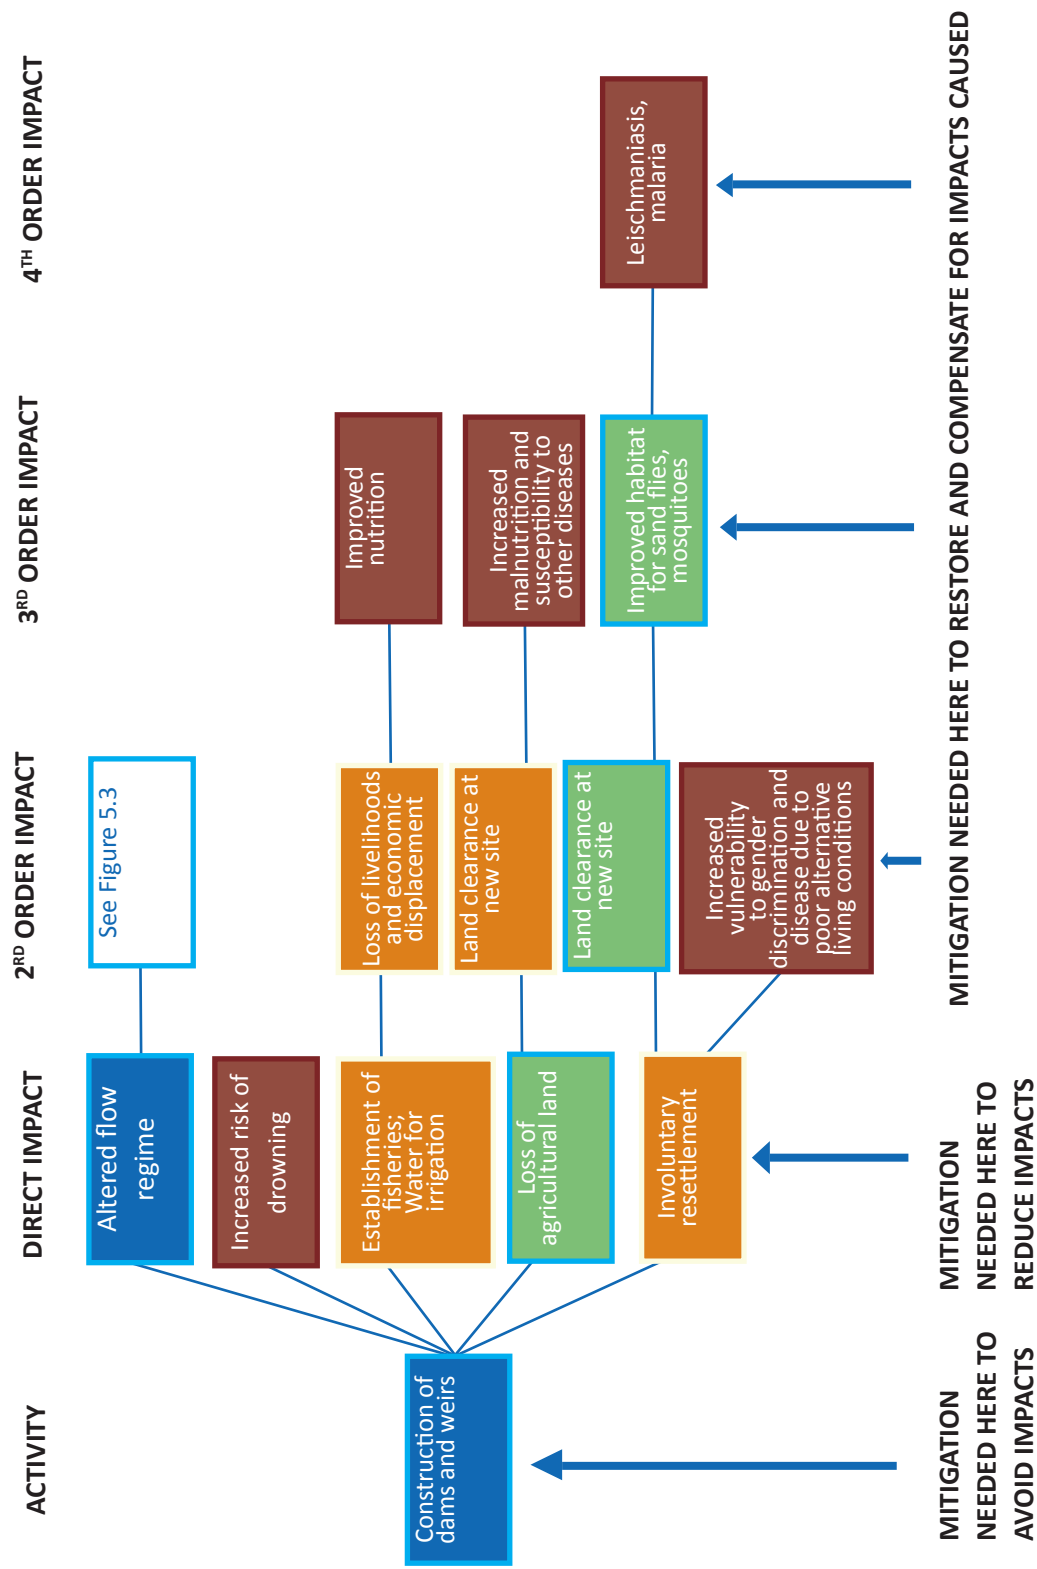 ACTIVITY
DIRECT IMPACT
2RD ORDER IMPACT
3RD ORDER IMPACT
4TH ORDER IMPACT
Construction of
dams and weirs
Altered flow
regime
See Figure 5.3
Increased risk of
drowning
Establishment of
fisheries;
Water for
irrigation
Loss of livelihoods
and economic
displacement
Improved
nutrition
Loss of
agricultural land
Land clearance at
new site
Increased
malnutrition and
susceptibility to
other diseases
Involuntary
resettlement
Land clearance at
new site
Improved habitat
for sand flies,
mosquitoes
Leischmaniasis,
malaria
Increased
vulnerability
to gender
discrimination and
disease due to
poor alternative
living conditions
MITIGATION
NEEDED HERE TO
AVOID IMPACTS
MITIGATION
NEEDED HERE TO
REDUCE IMPACTS
MITIGATION NEEDED HERE TO RESTORE AND COMPENSATE FOR IMPACTS CAUSED